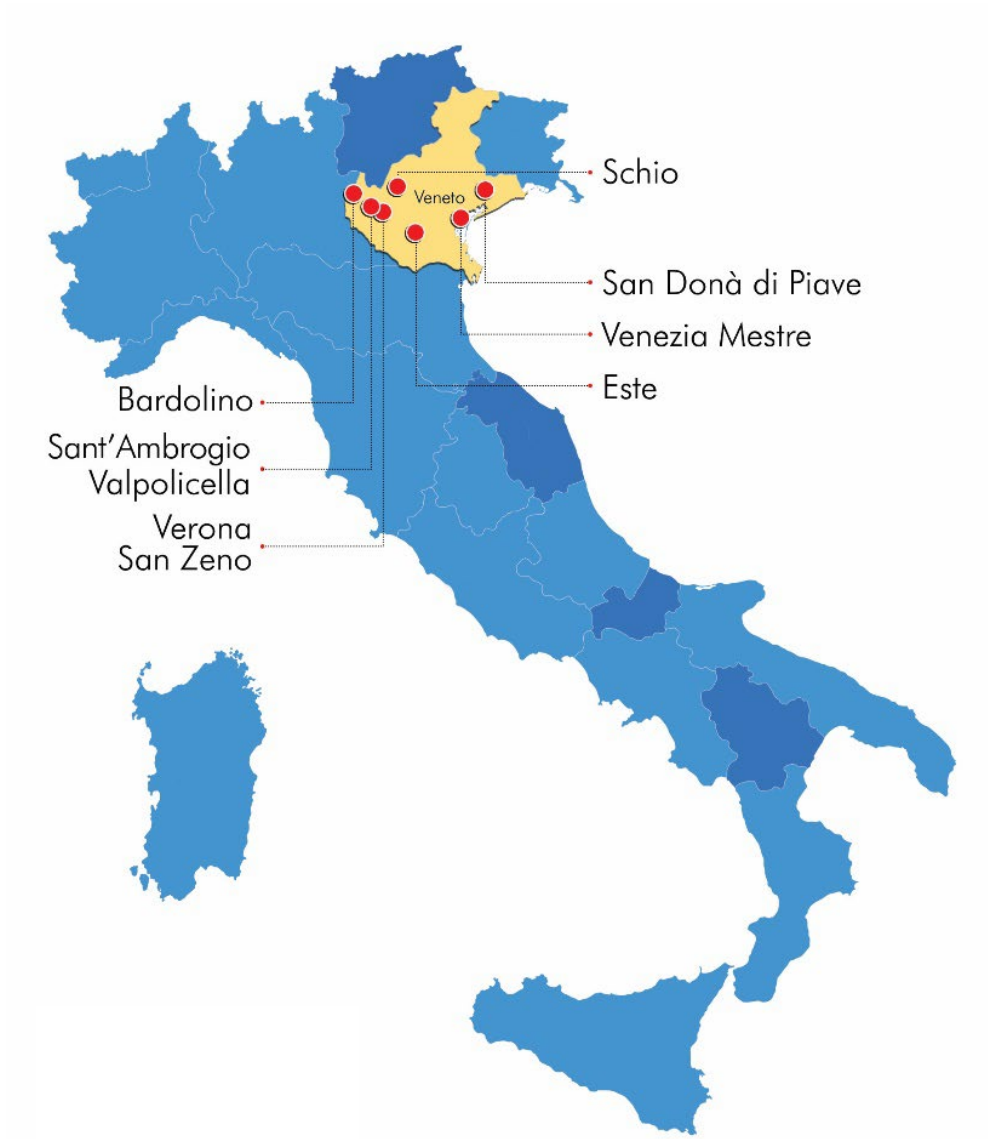 Schio
Veneto
San Donà di Piave
Venezia Mestre
Este
Bardolino
Sant’Ambrogio
Valpolicella
Verona
San Zeno